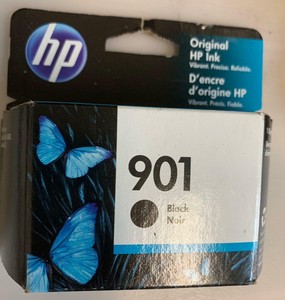 hp
Original
HP Ink
Vibrant. Precise. Reliable.
D'encre
d'origine HP
Vibrant. Précis. Fiable.
901
Black
Noir